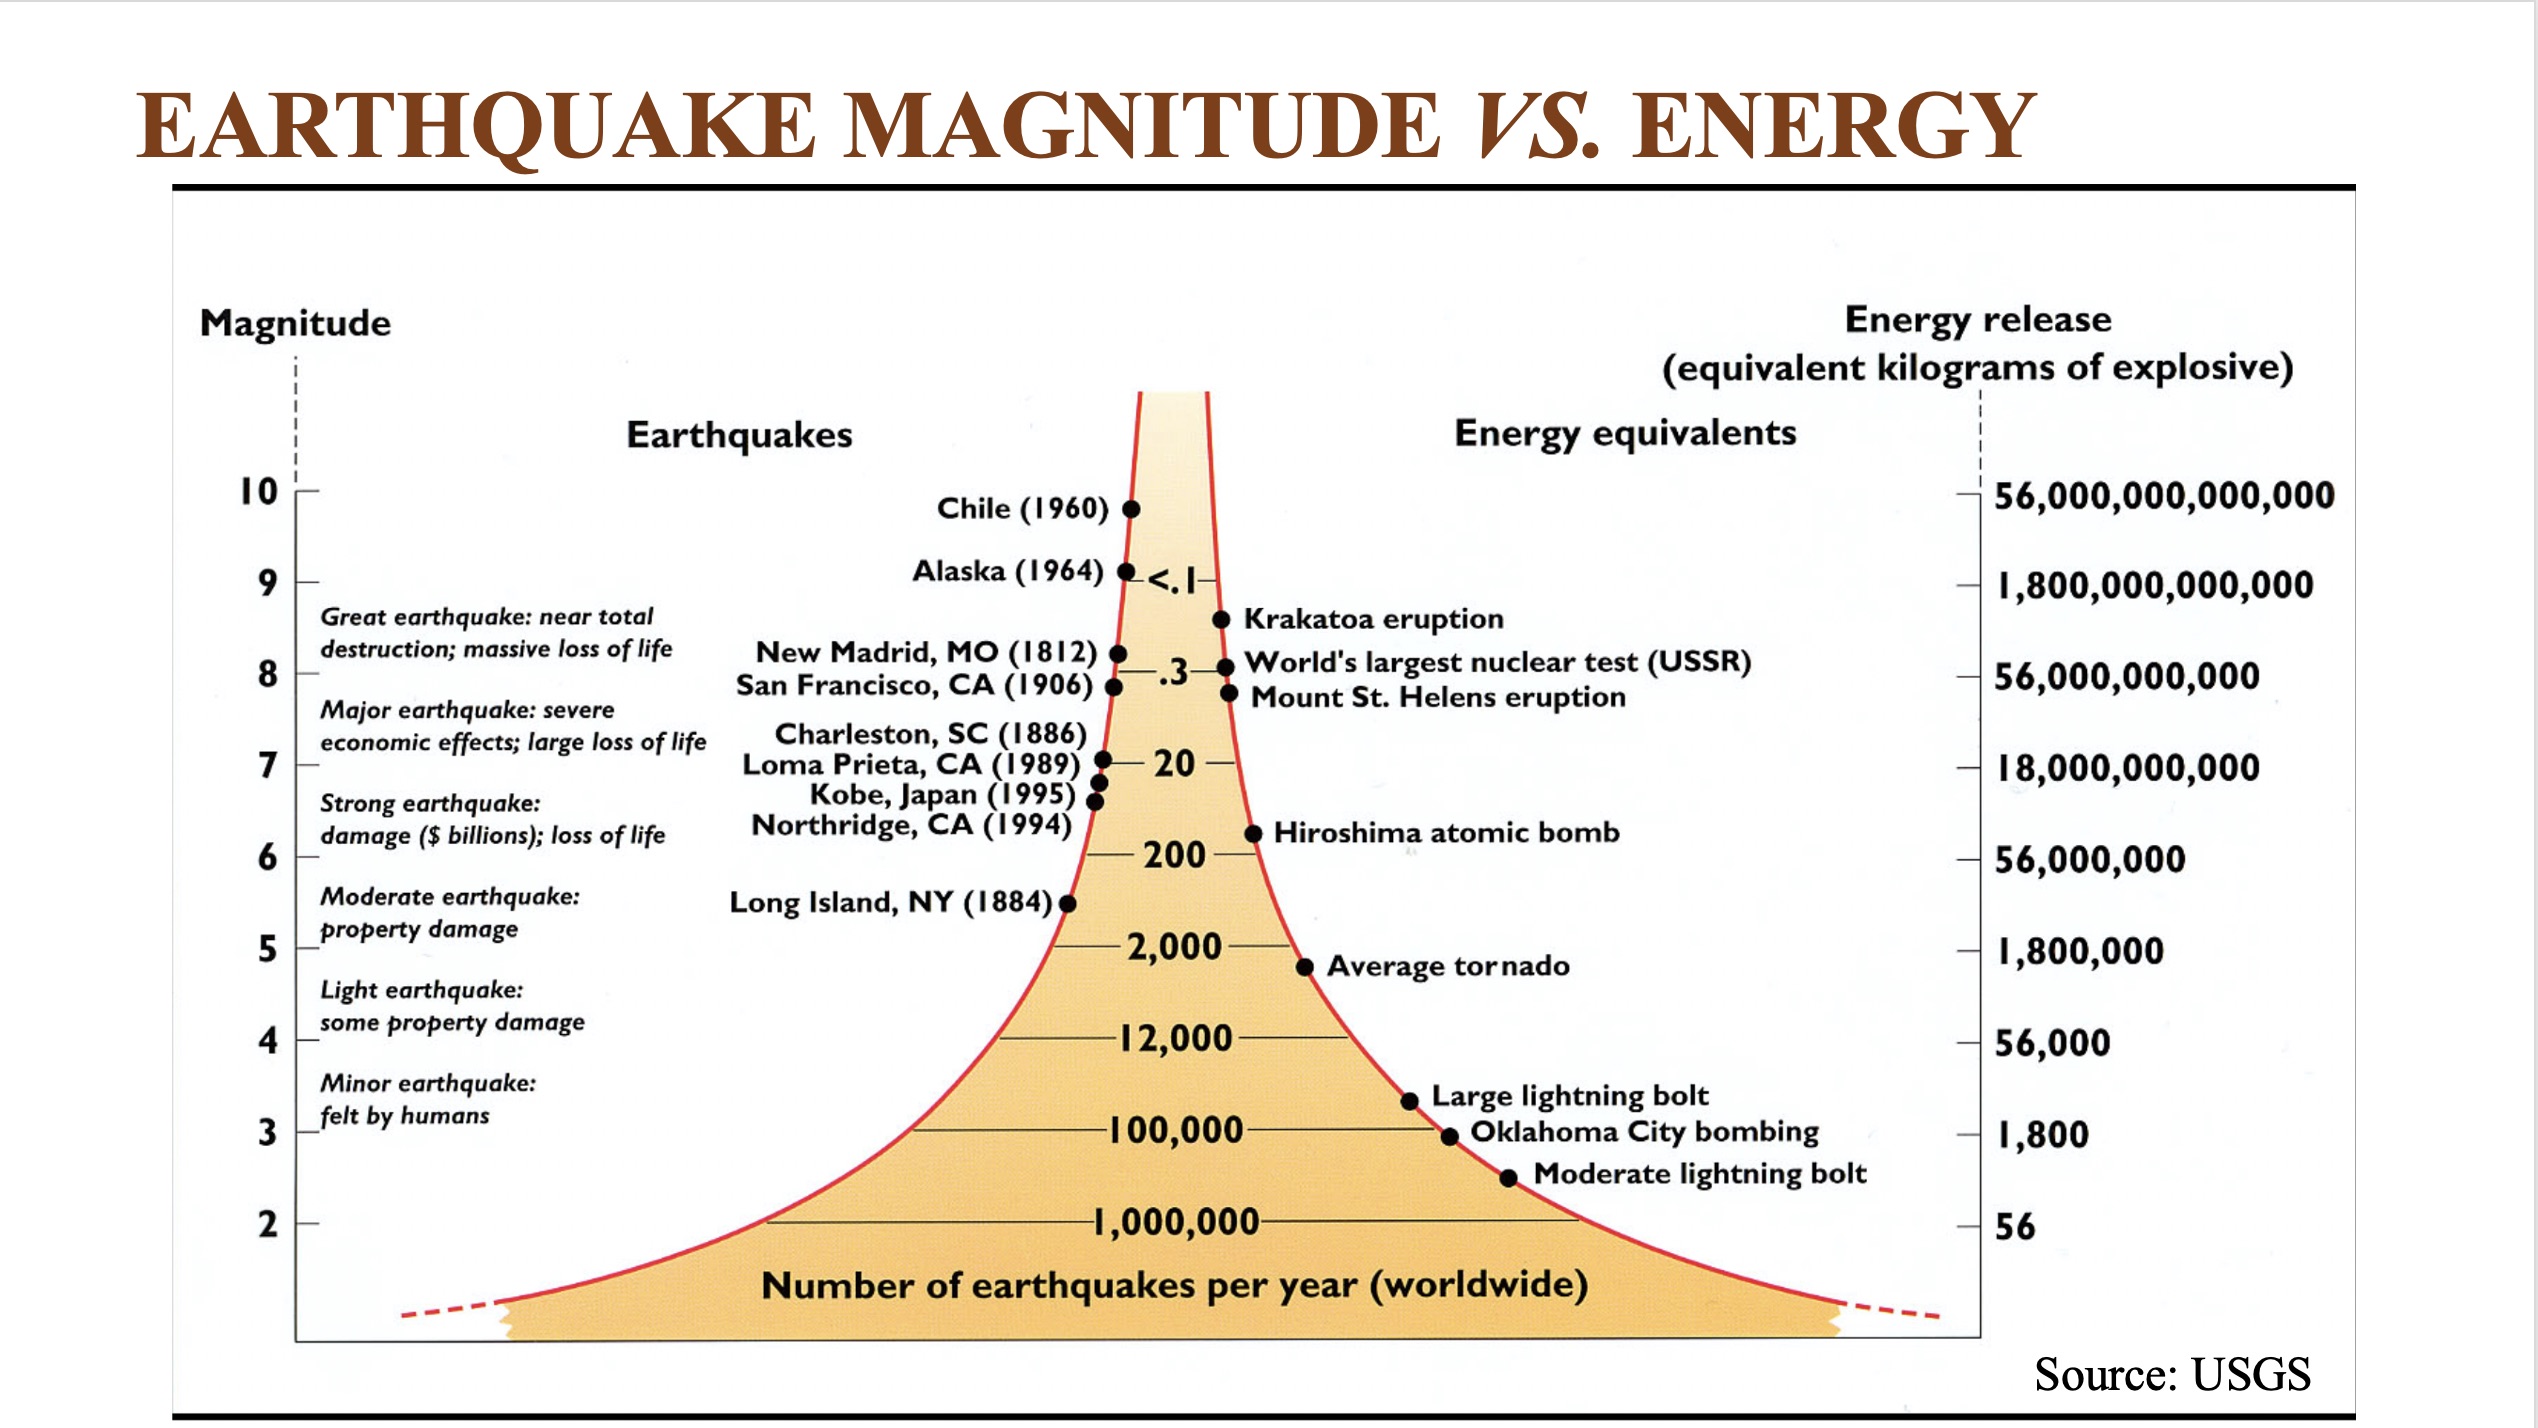 EARTHQUAKE MAGNITUDE VS. ENERGY
Magnitude
Energy release
(equivalent kilograms of explosive)
Earthquakes
Energy equivalents
10
Chile (1960)
56,000,000,000,000
9
Alaska (1964)
<.1
1,800,000,000,000
Great earthquake: near total
destruction; massive loss of life
Krakatoa eruption
New Madrid, MO (1812)
World's largest nuclear test (USSR)
8
.3
56,000,000,000
San Francisco, CA (1906)
Mount St. Helens eruption
Major earthquake: severe
economic effects; large loss of life
Charleston, SC (1886)
7
Loma Prieta, CA (1989)
20
18,000,000,000
Kobe, Japan (1995)
Northridge, CA (1994)
Strong earthquake:
damage ($ billions); loss of life
Hiroshima atomic bomb
6
200
56,000,000
Moderate earthquake:
property damage
Long Island, NY (1884)
5
2,000
1,800,000
Average tornado
Light earthquake:
some property damage
4
12,000
56,000
Minor earthquake:
felt by humans
Large lightning bolt
3
100,000
Oklahoma City bombing
1,800
Moderate lightning bolt
2
1,000,000
56
Number of earthquakes per year (worldwide)
Source: USGS